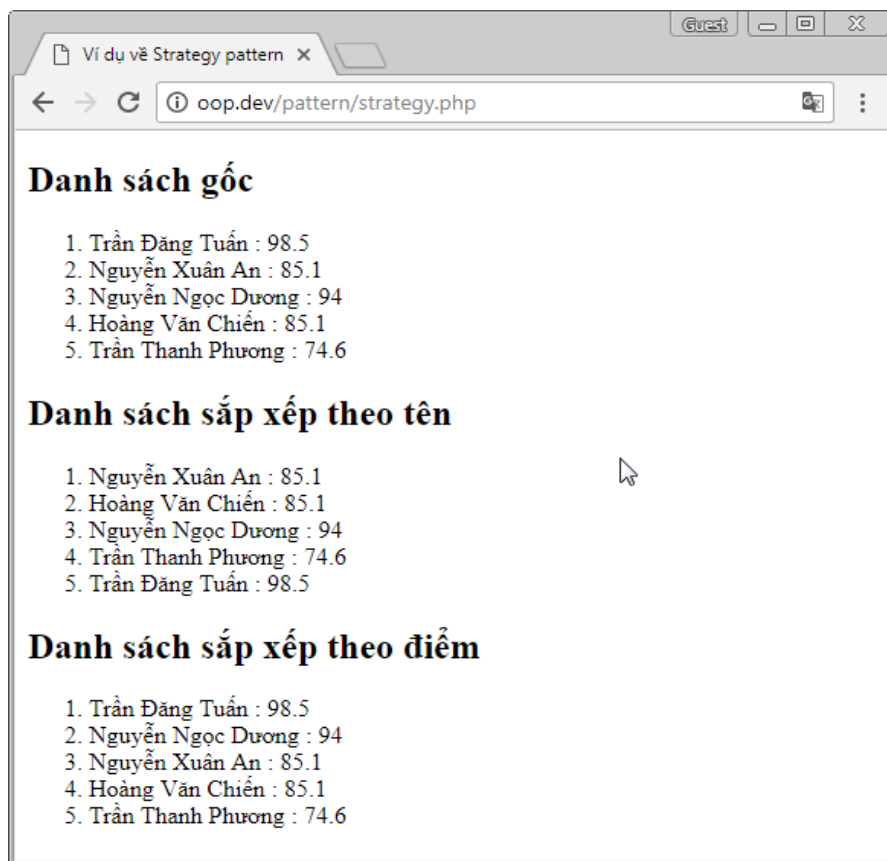 Guest
Ví dụ về Strategy pattern
oop.dev/pattern/strategy.php
Danh sách gốc
1. Trần Đăng Tuấn : 98.5
2. Nguyễn Xuân An : 85.1
3. Nguyễn Ngọc Dương : 94
4. Hoàng Văn Chiến : 85.1
5. Trần Thanh Phương : 74.6
Danh sách sắp xếp theo tên
1. Nguyễn Xuân An : 85.1
2. Hoàng Văn Chiến : 85.1
3. Nguyễn Ngọc Dương : 94
4. Trần Thanh Phương : 74.6
5. Trần Đăng Tuấn : 98.5
Danh sách sắp xếp theo điểm
1. Trần Đăng Tuấn : 98.5
2. Nguyễn Ngọc Dương : 94
3. Nguyễn Xuân An : 85.1
4. Hoàng Văn Chiến : 85.1
5. Trần Thanh Phương : 74.6